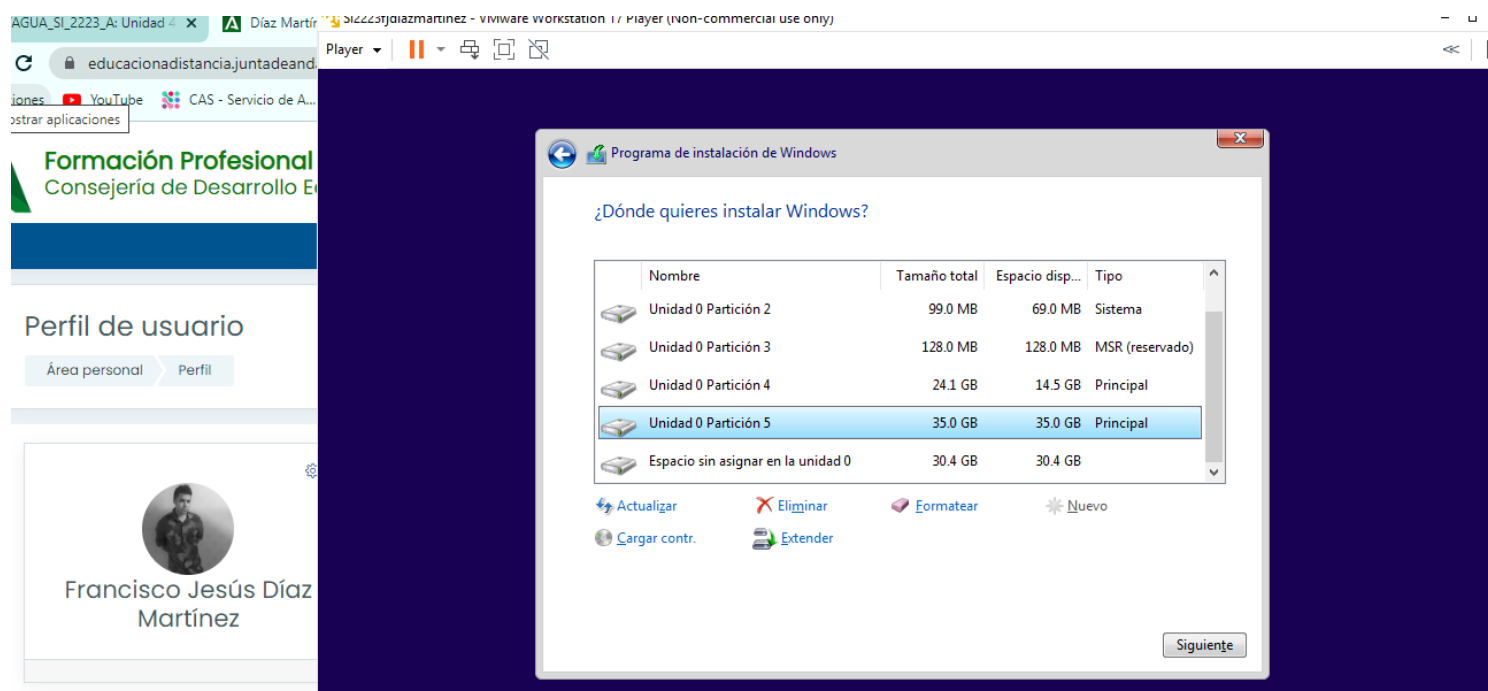 AGUA_SI_2223_A: Unidad 4
Díaz Martír
SI2223fjdiazmartinez - VMware Workstation 17 Player (Non-commercial use only)
educacionadistancia.juntadeand
Player
iones
YouTube
CAS - Servicio de A...
ostrar aplicaciones
Formación Profesional
Consejería de Desarrollo E
Perfil de usuario
Área personal
Perfil
Francisco Jesús Díaz
Martínez
Programa de instalación de Windows
¿Dónde quieres instalar Windows?
Nombre Tamaño total Espacio disp... Tipo
Unidad 0 Partición 2 99.0 MB 69.0 MB Sistema
Unidad 0 Partición 3 128.0 MB 128.0 MB MSR (reservado)
Unidad 0 Partición 4 24.1 GB 14.5 GB Principal
Unidad 0 Partición 5 35.0 GB 35.0 GB Principal
Espacio sin asignar en la unidad 0 30.4 GB 30.4 GB
Actualizar Eliminar Formatear Nuevo
Cargar contr. Extender
Siguiente